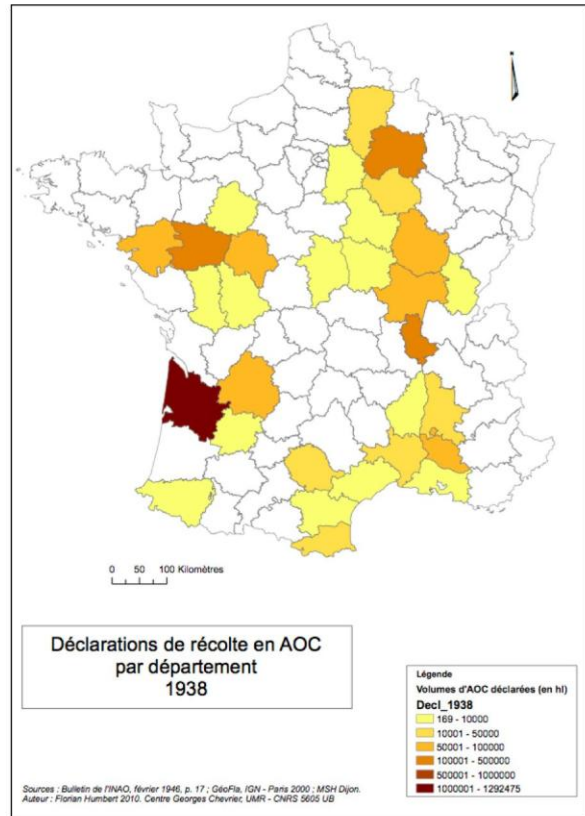 0 50 100 Kilomètres
Déclarations de récolte en AOC
par département
1938
Légende
Volumes d'AOC déclarées (en hl)
Decl_1938
169 - 10000
10001 - 50000
50001 - 100000
100001 - 500000
500001 - 1000000
1000001 - 1292475
Sources : Bulletin de l'INAO, février 1946, p. 17 ; GéoFla, IGN - Paris 2000 ; MSH Dijon.
Auteur : Florian Humbert 2010. Centre Georges Chevrier, UMR - CNRS 5605 UB